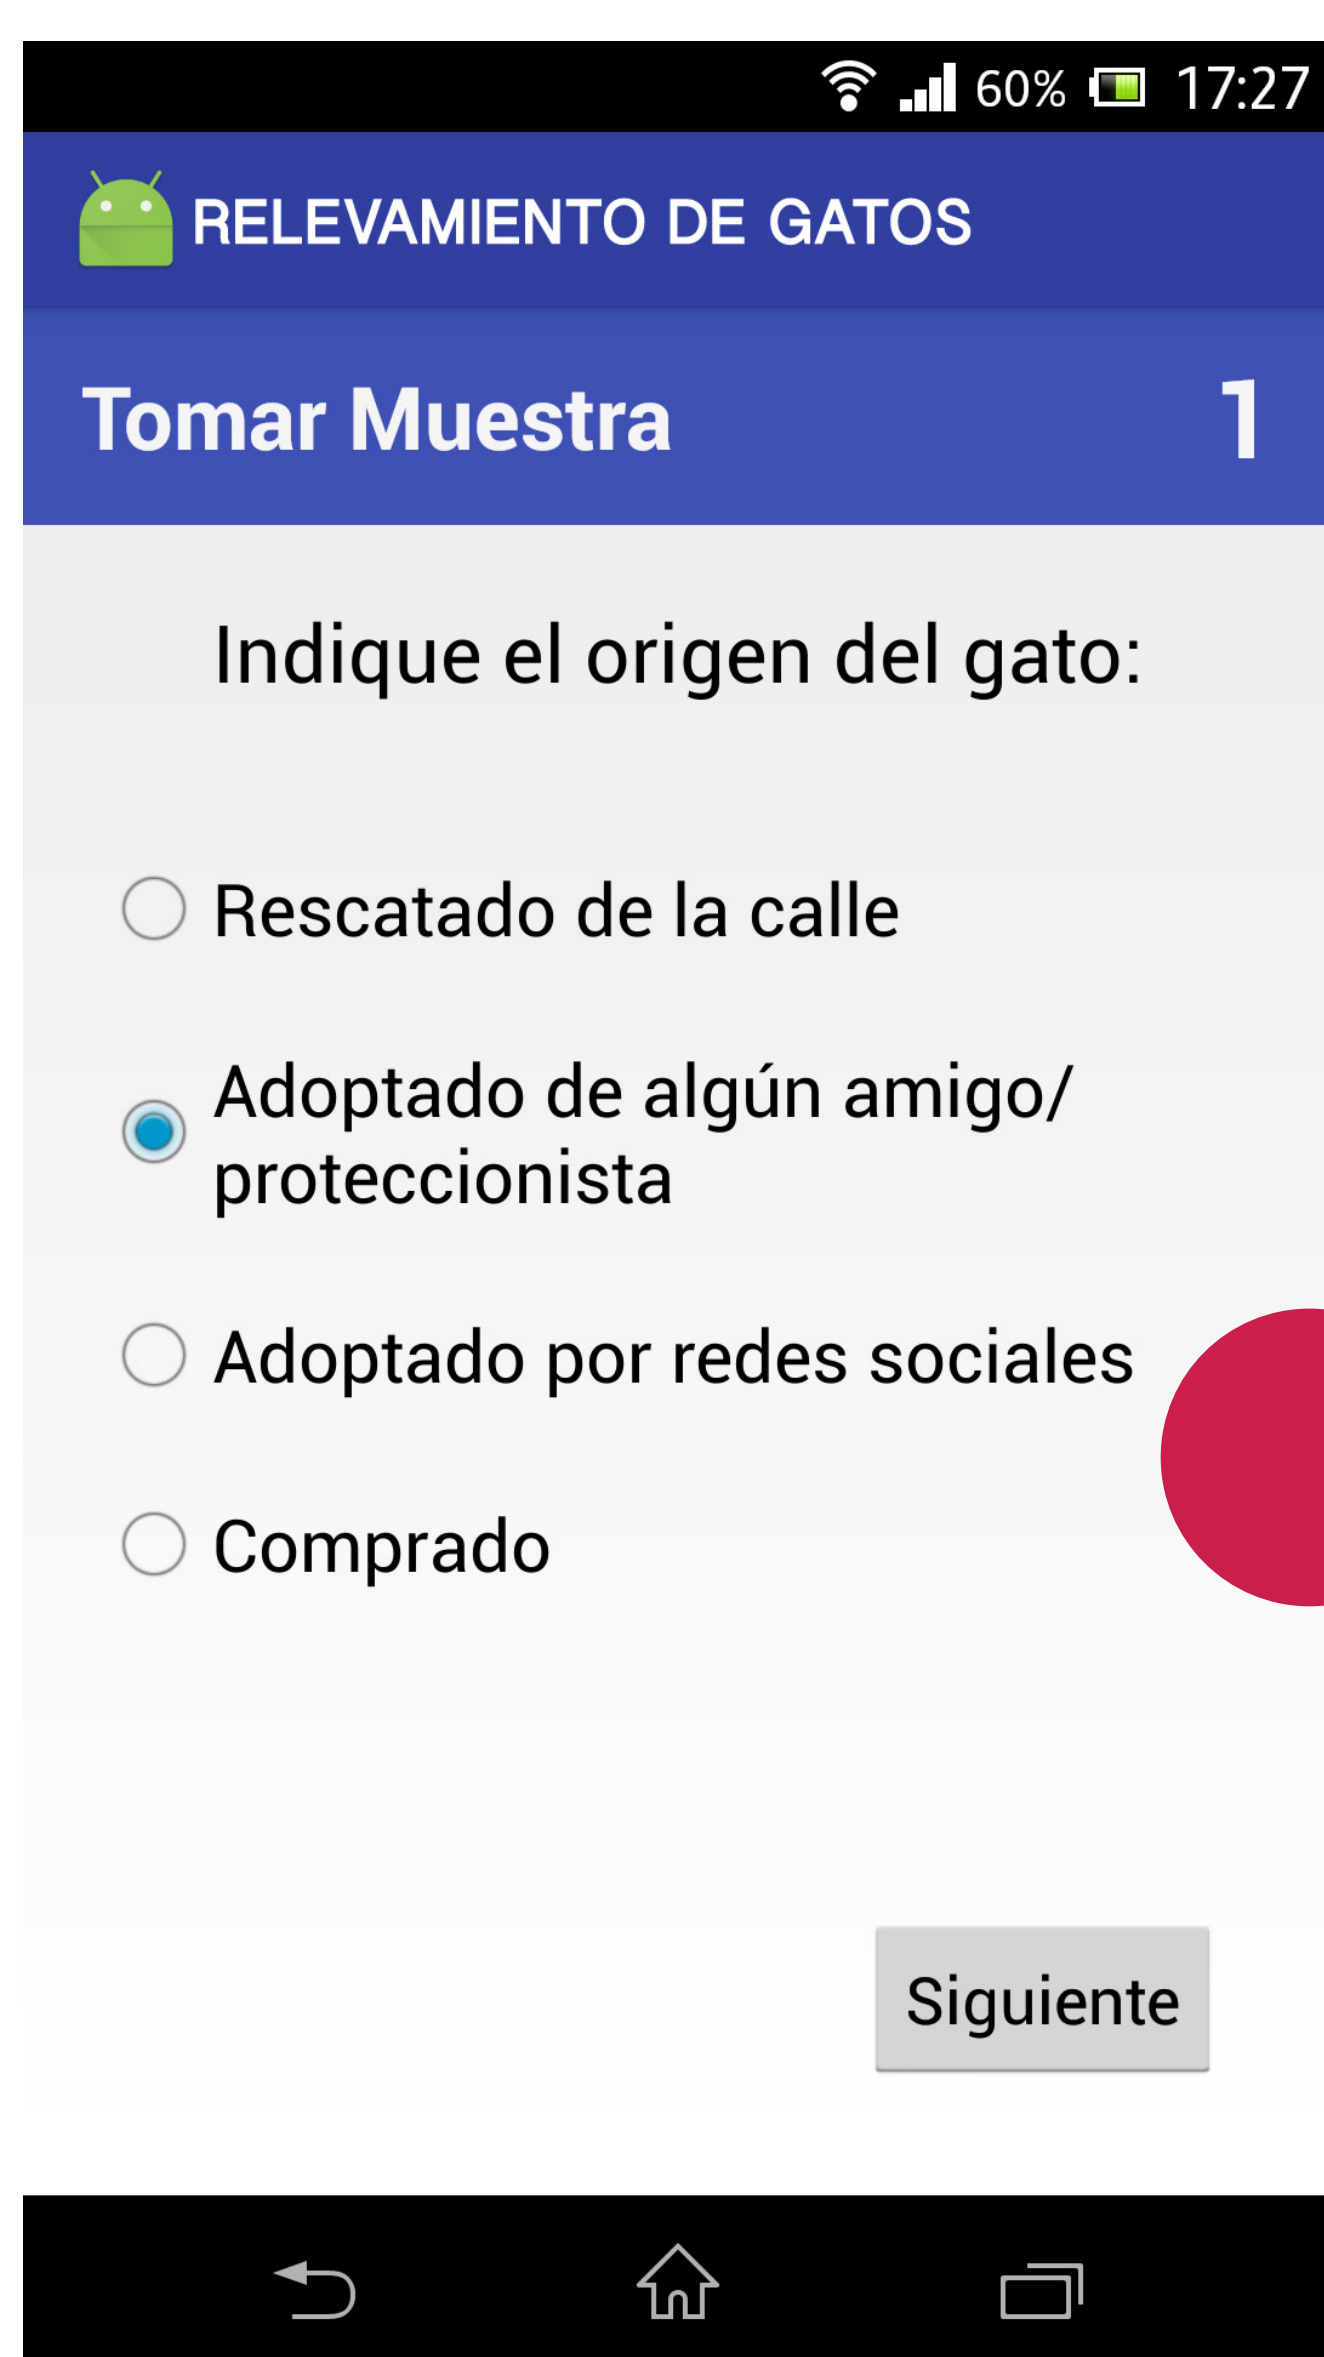 60% 17:27
RELEVAMIENTO DE GATOS
Tomar Muestra 1
Indique el origen del gato:
Rescatado de la calle
Adoptado de algún amigo/
proteccionista
Adoptado por redes sociales
Comprado
Siguiente